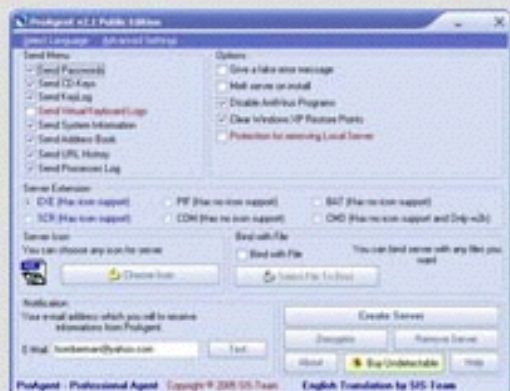 ProAgent v2.1 Public Edition
Select Language Advanced Settings
Send Menu
Send Passwords
Send CD Keys
Send KeyLog
Send Virtual Keyboard Logs
Send System Information
Send Address Book
Send URL History
Send Processes Log
Options
Give a fake error message
Melt server on install
Disable AntiVirus Programs
Clear Windows XP Restore Points
Protection for removing Local Server
Server Extension
EXE (Has icon support)
PIF (Has no icon support)
BAT (Has no icon support)
SCR (Has icon support)
COM (Has no icon support)
CMD (Has no icon support and Only w2k)
Server Icon
You can choose any icon for server
Choose Icon
Bind with File
Bind with File
You can bind server with any files you
want
Select File To Bind
Notification
Your e-mail address which you will to receive
informations from ProAgent.
E-Mail:
Test
Create Server
Remove Server
About
Buy Undetectable
Help
ProAgent - Professional Agent Copyright © 2005 SIS-Team English Translation by SIS-Team